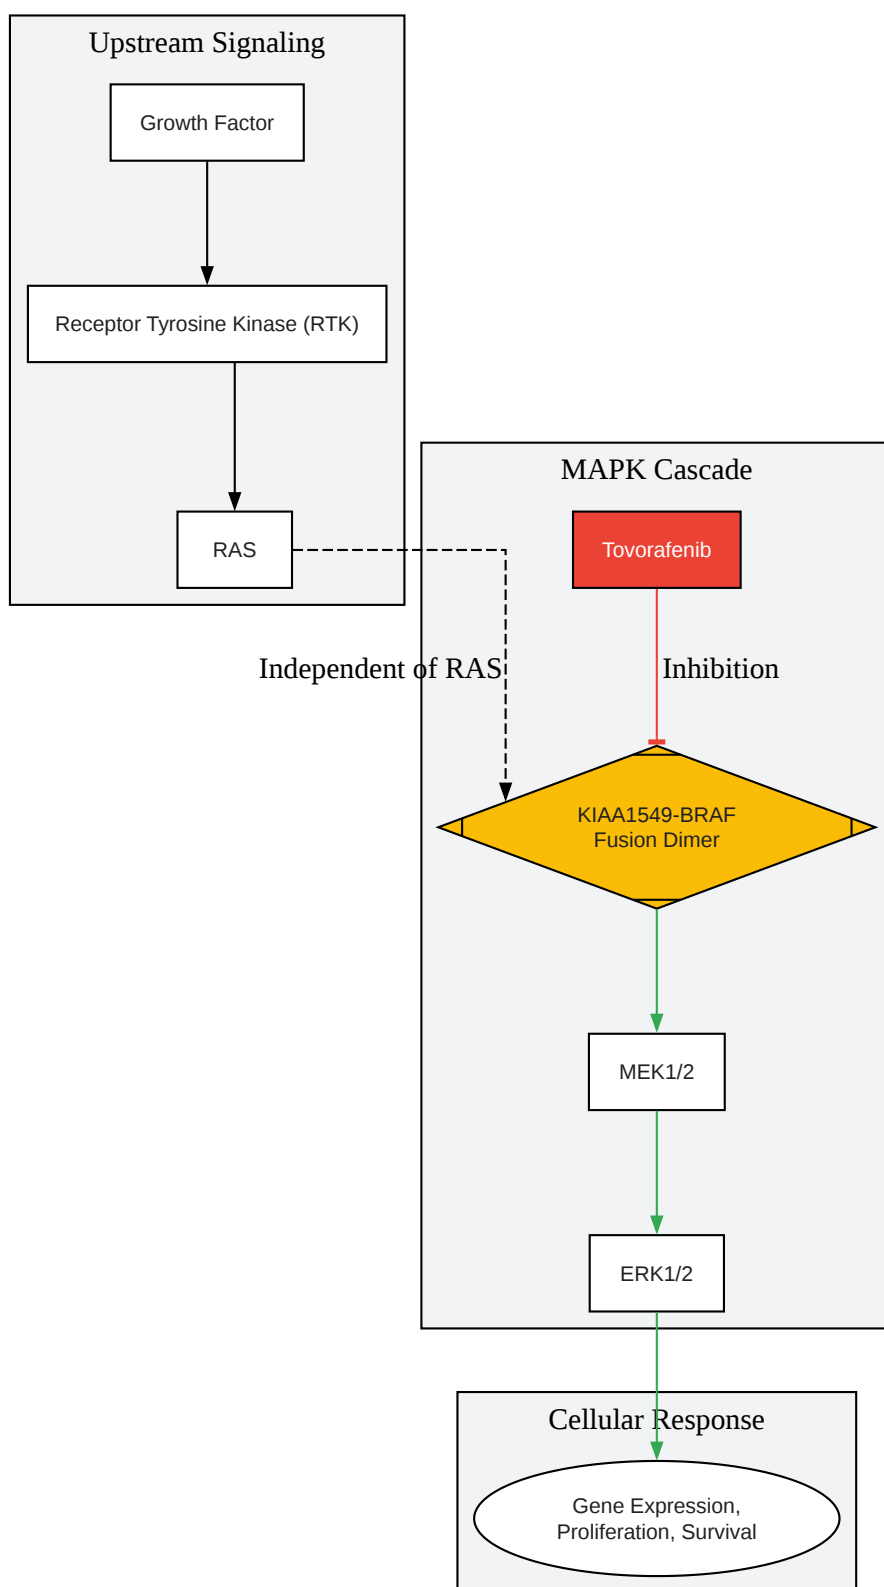 Upstream Signaling
Growth Factor
Receptor Tyrosine Kinase (RTK)
RAS
MAPK Cascade
Tovorafenib
Independent of RAS
Inhibition
KIAA1549-BRAF
Fusion Dimer
MEK1/2
ERK1/2
Cellular Response
Gene Expression,
Proliferation, Survival